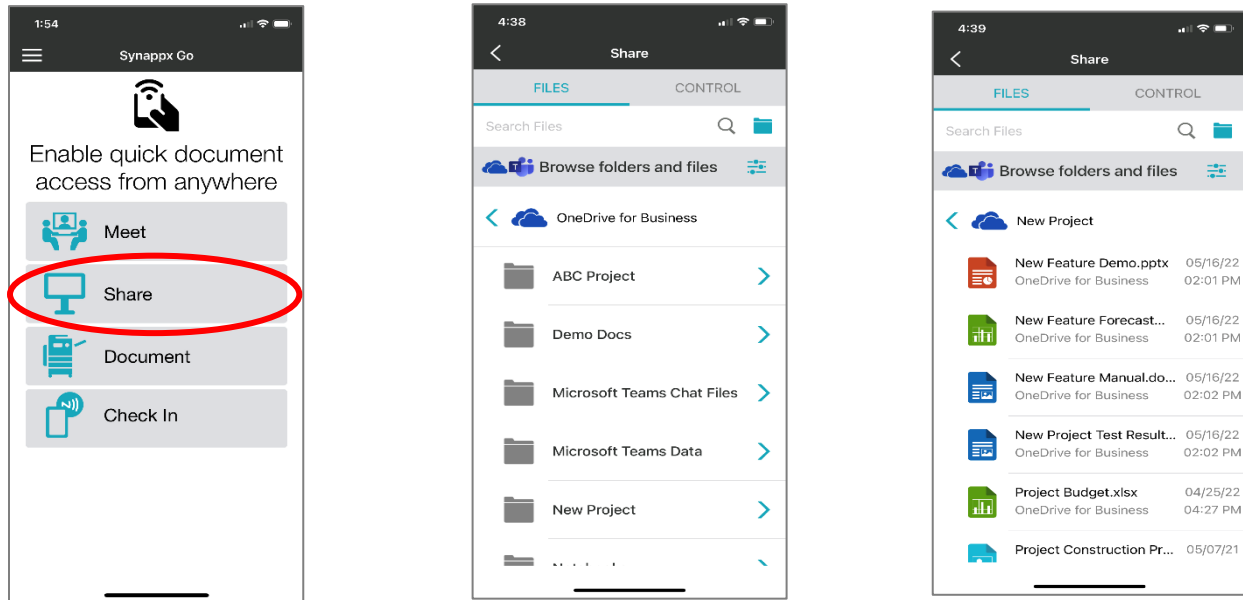 1:54
Synappx Go
Enable quick document
access from anywhere
Meet
Share
Document
Check In
4:38
Share
FILES CONTROL
Search Files
Browse folders and files
OneDrive for Business
ABC Project
Demo Docs
Microsoft Teams Chat Files
Microsoft Teams Data
New Project
4:39
Share
FILES CONTROL
Search Files
Browse folders and files
New Project
New Feature Demo.pptx 05/16/22
OneDrive for Business 02:01 PM
New Feature Forecast... 05/16/22
OneDrive for Business 02:01 PM
New Feature Manual.do... 05/16/22
OneDrive for Business 02:02 PM
New Project Test Result... 05/16/22
OneDrive for Business 02:02 PM
Project Budget.xlsx 04/25/22
OneDrive for Business 04:27 PM
Project Construction Pr... 05/07/21